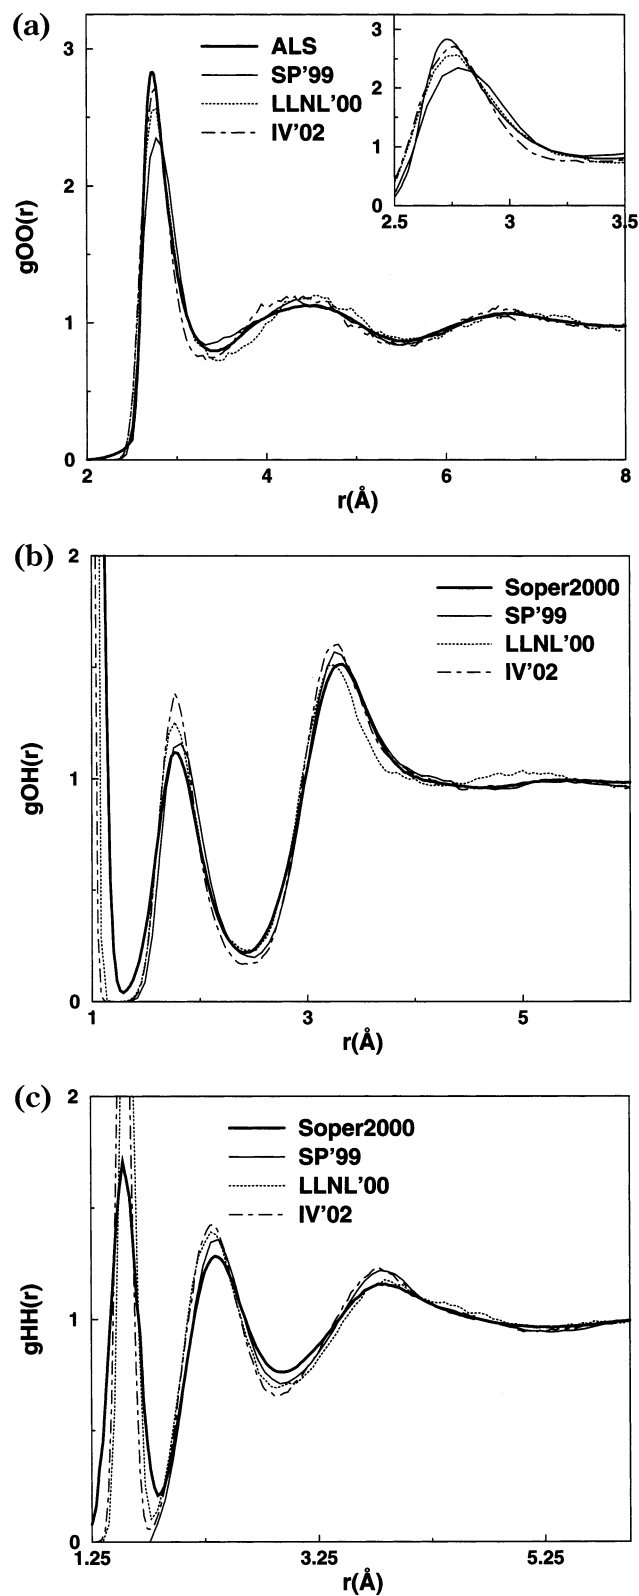 (a)
3
2
1
0
gOO(r)
ALS
SP'99
LLNL'00
IV'02
3
2
1
0
2.5
3
3.5
2
4
6
8
r(Å)
(b)
2
1
0
gOH(r)
Soper2000
SP'99
LLNL'00
IV'02
1
3
5
r(Å)
(c)
2
1
0
gHH(r)
Soper2000
SP'99
LLNL'00
IV'02
1.25
3.25
5.25
r(Å)